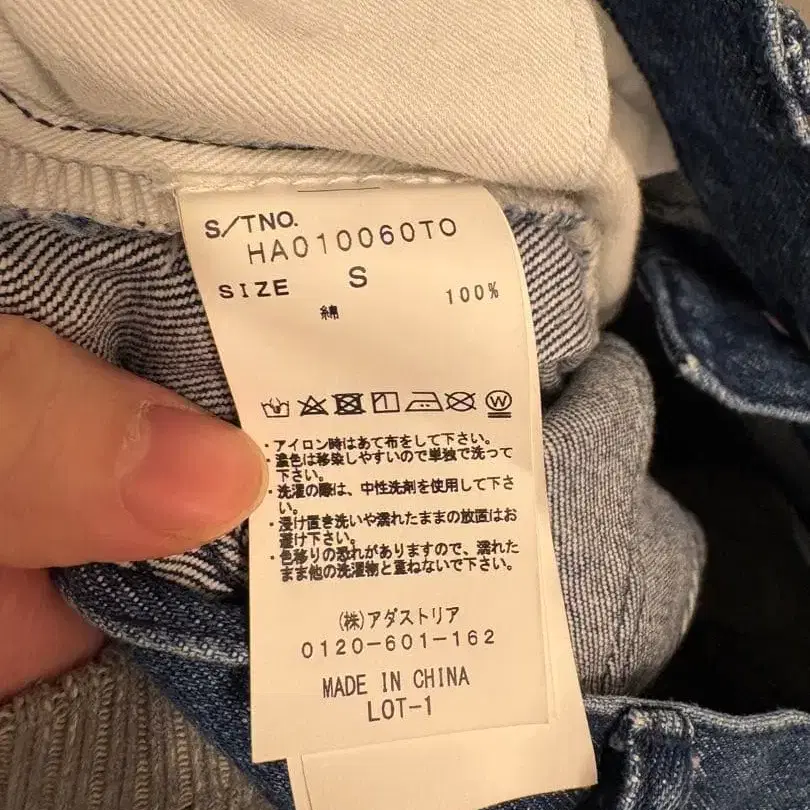 S/TNO.
HA010060TO
SIZE S
綿 100%
W
・アイロン時はあて布をして下さい。
・濃色は移染しやすいので単独で洗って
下さい。
・洗濯の際は、中性洗剤を使用して下さ
い。
・浸け置き洗いや濡れたままの放置はお
避け下さい。
・色移りの恐れがありますので、濡れた
まま他の洗濯物と重ねないで下さい。
(株)アダストリア
0120-601-162
MADE IN CHINA
LOT-1